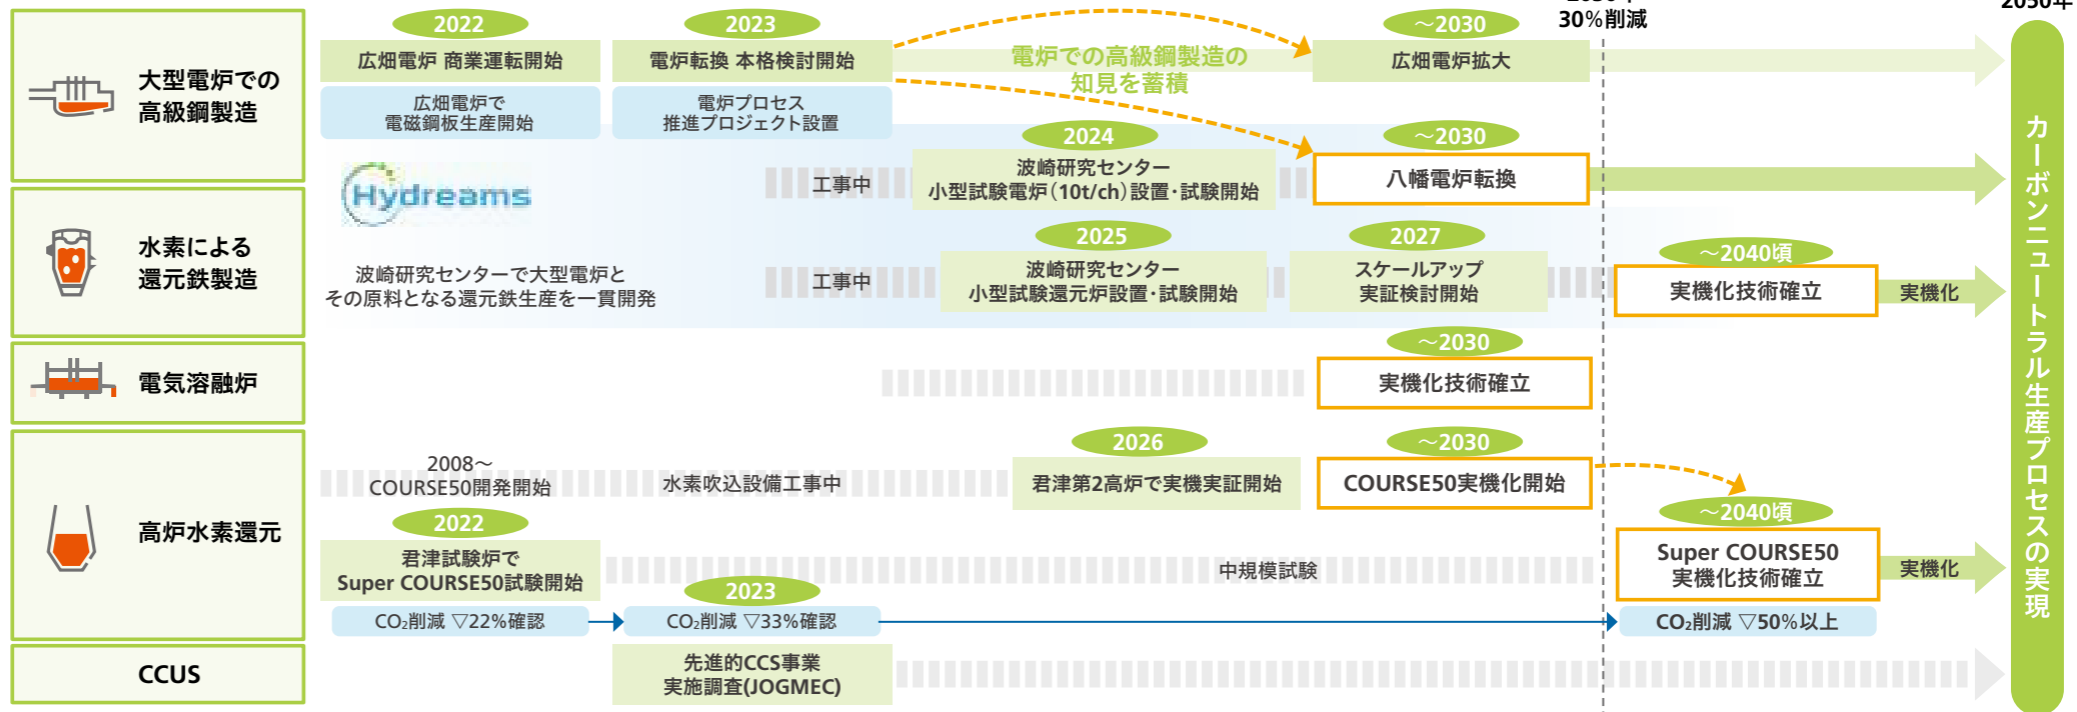 30%削減
2050年
大型電炉での
高級鋼製造
2022
広畑電炉 商業運転開始
広畑電炉で
電磁鋼板生産開始
2023
電炉転換 本格検討開始
電炉プロセス
推進プロジェクト設置
電炉での高級鋼製造の
知見を蓄積
～2030
広畑電炉拡大
Hydreams
工事中
2024
波崎研究センター
小型試験電炉（10t/ch）設置・試験開始
～2030
八幡電炉転換
水素による
還元鉄製造
波崎研究センターで大型電炉と
その原料となる還元鉄生産を一貫開発
工事中
2025
波崎研究センター
小型試験還元炉設置・試験開始
2027
スケールアップ
実証検討開始
～2040頃
実機化技術確立
実機化
電気溶融炉
～2030
実機化技術確立
高炉水素還元
2008～
COURSE50開発開始
水素吹込設備工事中
2026
君津第2高炉で実機実証開始
～2030
COURSE50実機化開始
2022
君津試験炉で
Super COURSE50試験開始
CO₂削減 ▽22%確認
2023
CO₂削減 ▽33%確認
中規模試験
～2040頃
Super COURSE50
実機化技術確立
CO₂削減 ▽50%以上
実機化
CCUS
先進的CCS事業
実施調査(JOGMEC)
カーボンニュートラル生産プロセスの実現